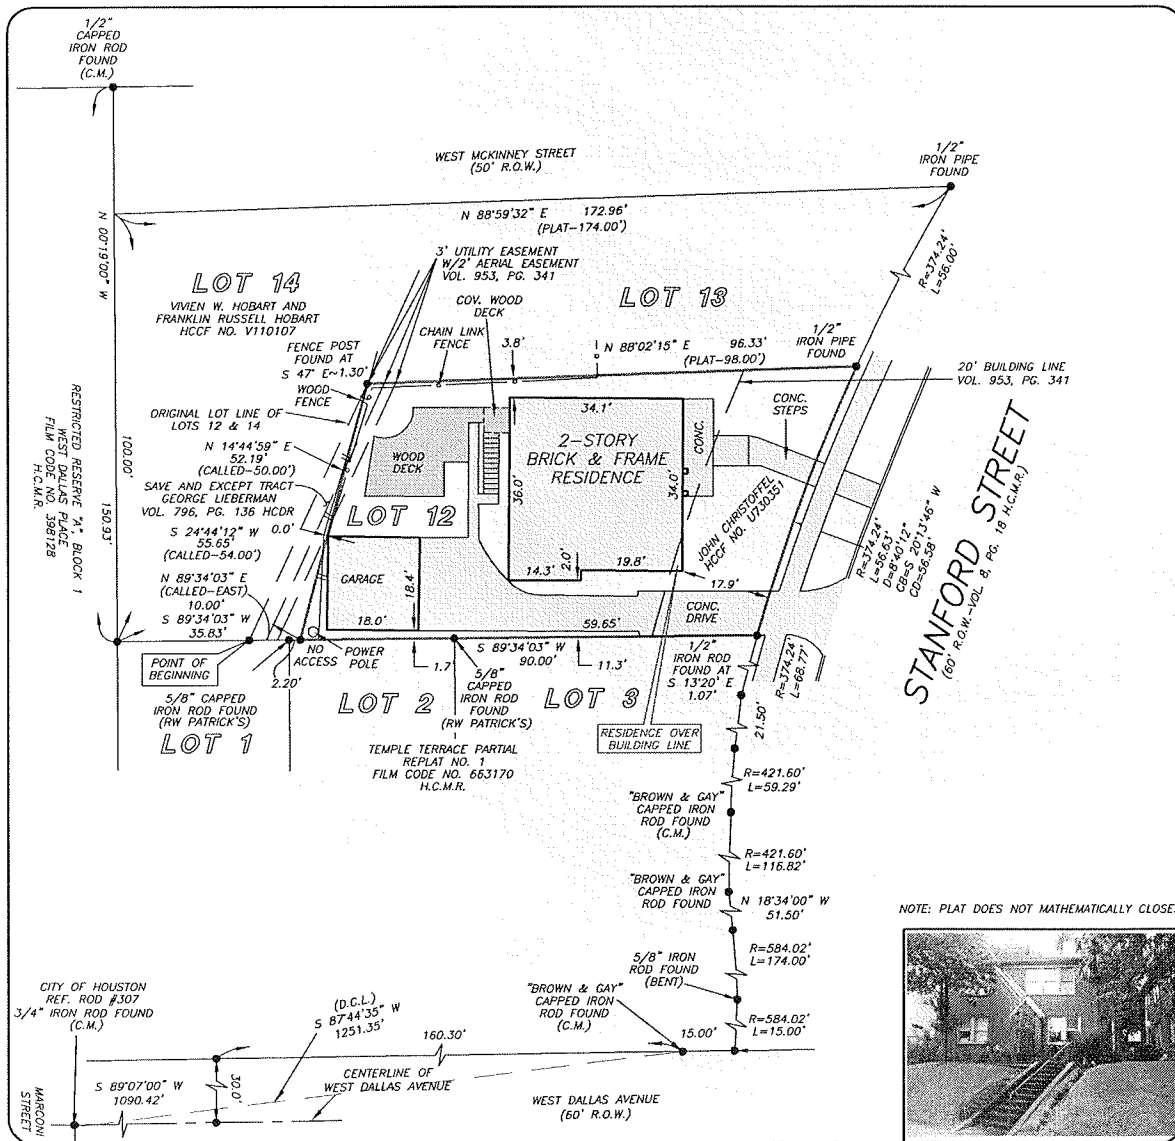 1/2"
CAPPED
IRON ROD
FOUND
(C.M.)
WEST MCKINNEY STREET
(50' R.O.W.)
1/2"
IRON PIPE
FOUND
N 88°59'32" E 172.96'
(PLAT-174.00')
N 00°19'00" W
100.00'
150.93'
RESTRICTED RESERVE "A", BLOCK 1
WEST DALLAS PLACE
FILM CODE NO. 398128
H.C.M.R.
3' UTILITY EASEMENT
W/2' AERIAL EASEMENT
VOL. 953, PG. 341
LOT 14
VIVIEN W. HOBART AND
FRANKLIN RUSSELL HOBART
HCCF NO. V110107
COV. WOOD
DECK
LOT 13
R=374.24'
L=56.00'
CHAIN LINK
FENCE
3.8'
N 88°02'15" E 96.33'
(PLAT-98.00')
1/2"
IRON PIPE
FOUND
FENCE POST
FOUND AT
S 47° E~1.30'
WOOD
FENCE
20' BUILDING LINE
VOL. 953, PG. 341
ORIGINAL LOT LINE OF
LOTS 12 & 14
CONC.
STEPS
34.1'
2-STORY
BRICK & FRAME
RESIDENCE
CONC.
N 14°44'59" E
52.19'
(CALLED-50.00')
WOOD
DECK
36.0'
34.0'
SAVE AND EXCEPT TRACT
GEORGE LIEBERMAN
VOL. 796, PG. 136 HCDR
LOT 12
JOHN CHRISTOFFEL
HCCF NO. U730351
S 24°44'12" W
55.65'
(CALLED-54.00')
0.0'
R=374.24'
L=56.63'
D=8°40'12"
CB=S 20°13'46" W
CD=56.58'
STANFORD STREET
(60' R.O.W.-VOL. 8, PG. 18 H.C.M.R.)
N 89°34'03" E
(CALLED-EAST)
10.00'
S 89°34'03" W
35.83'
GARAGE
18.4'
18.0'
14.3'
2.0'
19.8'
17.9'
CONC.
DRIVE
59.65'
NO
ACCESS
POWER
POLE
S 89°34'03" W
90.00'
POINT OF
BEGINNING
2.20'
1.7'
11.3'
1/2"
IRON ROD
FOUND AT
S 13°20' E
1.07'
R=374.24'
L=68.77'
5/8" CAPPED
IRON ROD FOUND
(RW PATRICK'S)
LOT 1
LOT 2
5/8"
CAPPED
IRON ROD
FOUND
(RW PATRICK'S)
LOT 3
21.50'
TEMPLE TERRACE PARTIAL
REPLAT NO. 1
FILM CODE NO. 663170
H.C.M.R.
RESIDENCE OVER
BUILDING LINE
R=421.60'
L=59.29'
"BROWN & GAY"
CAPPED IRON
ROD FOUND
(C.M.)
R=421.60'
L=116.82'
"BROWN & GAY"
CAPPED IRON
ROD FOUND
N 18°34'00" W
51.50'
NOTE: PLAT DOES NOT MATHEMATICALLY CLOSE.
R=584.02'
L=174.00'
5/8" IRON
ROD FOUND
(BENT)
CITY OF HOUSTON
REF. ROD #307
3/4" IRON ROD FOUND
(C.M.)
(D.C.L.)
S 87°44'35" W
1251.35'
160.30'
"BROWN & GAY"
CAPPED IRON
ROD FOUND
(C.M.)
15.00'
R=584.02'
L=15.00'
S 89°07'00" W
1090.42'
30.0'
CENTERLINE OF
WEST DALLAS AVENUE
WEST DALLAS AVENUE
(60' R.O.W.)
MARCONI
STREET